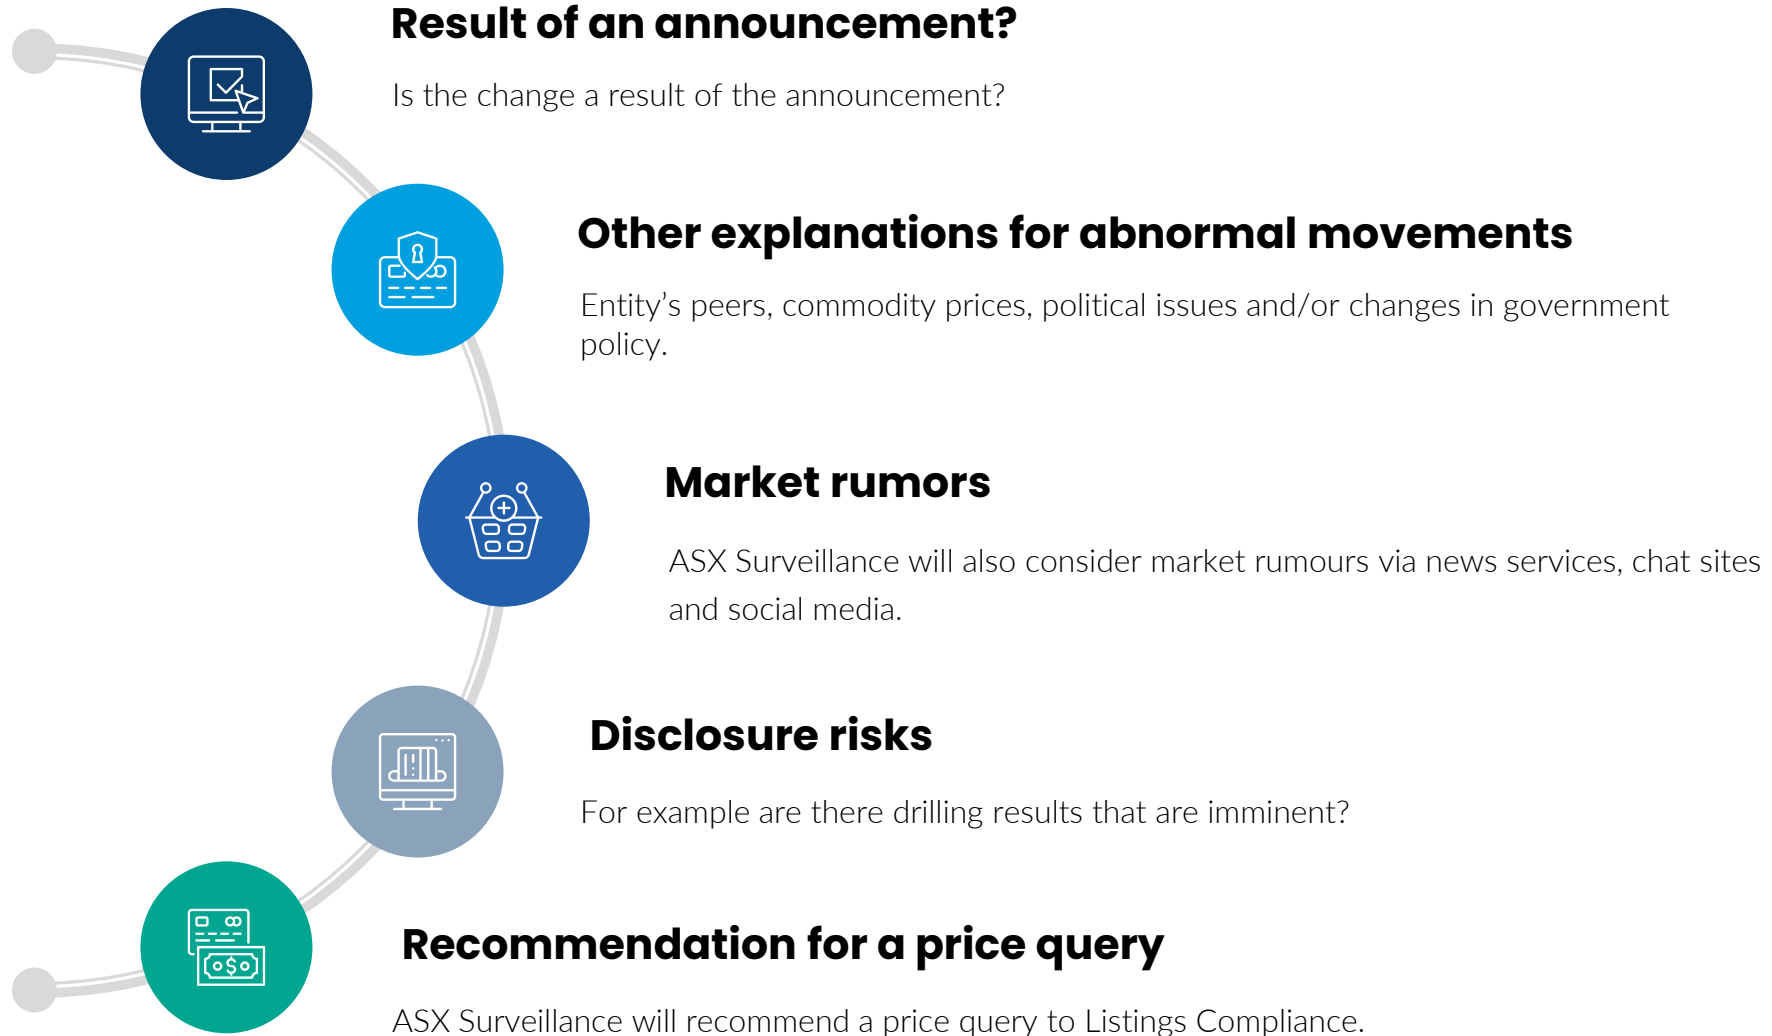 Result of an announcement?
Is the change a result of the announcement?
Other explanations for abnormal movements
Entity’s peers, commodity prices, political issues and/or changes in government
policy.
Market rumors
ASX Surveillance will also consider market rumours via news services, chat sites
and social media.
Disclosure risks
For example are there drilling results that are imminent?
Recommendation for a price query
ASX Surveillance will recommend a price query to Listings Compliance.